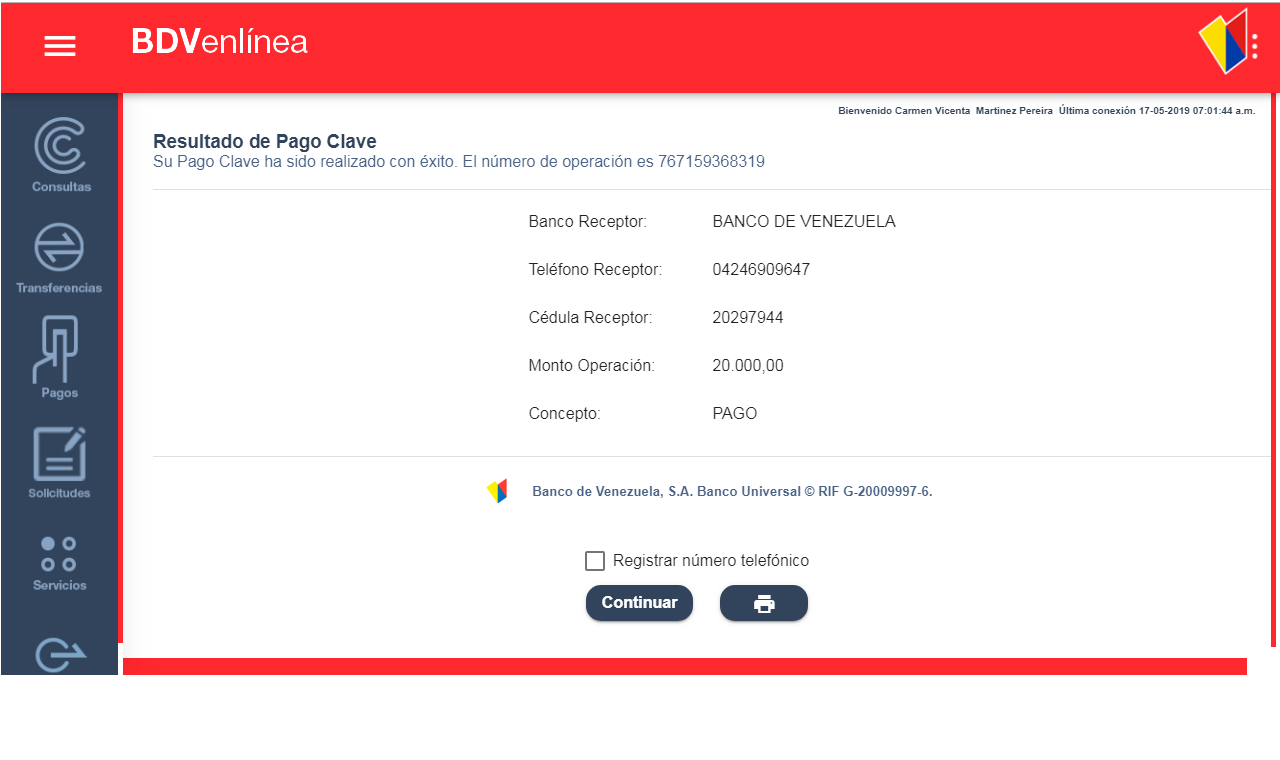 BDVenlínea
Bienvenido Carmen Vicenta Martinez Pereira Última conexión 17-05-2019 07:01:44 a.m.
Resultado de Pago Clave
Su Pago Clave ha sido realizado con éxito. El número de operación es 767159368319
Consultas
Transferencias
Pagos
Solicitudes
Servicios
Banco Receptor: BANCO DE VENEZUELA
Teléfono Receptor: 04246909647
Cédula Receptor: 20297944
Monto Operación: 20.000,00
Concepto: PAGO
Banco de Venezuela, S.A. Banco Universal © RIF G-20009997-6.
Registrar número telefónico
Continuar